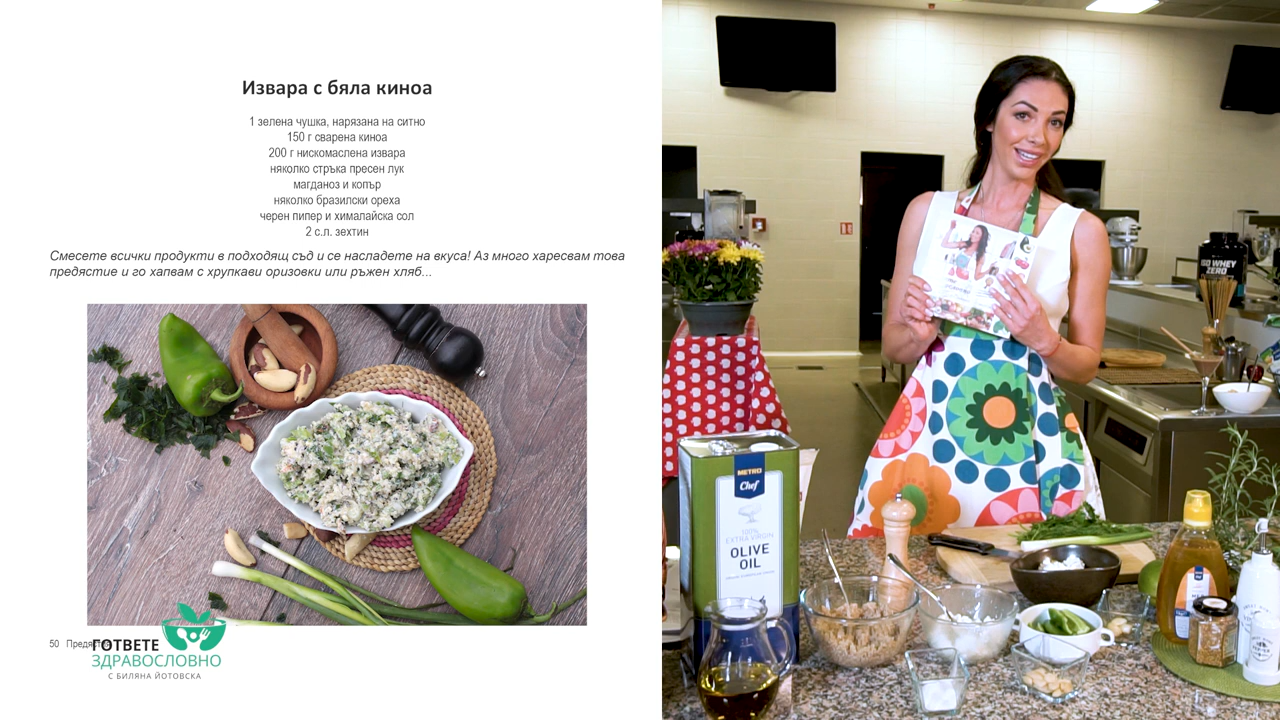 Извара с бяла киноа
1 зелена чушка, нарязана на ситно
150 г сварена киноа
200 г нискомаслена извара
няколко стръка пресен лук
магданоз и копър
няколко бразилски ореха
черен пипер и хималайска сол
2 с.л. зехтин
Смесете всички продукти в подходящ съд и се насладете на вкуса! Аз много харесвам това
предястие и го хапвам с хрупкави оризовки или ръжен хляб...
50
ГОТВЕТЕ
ЗДРАВОСЛОВНО
С БИЛЯНА ЙОТОВСКА
METRO
Chef
100%
EXTRA VIRGIN
OLIVE
OIL
ISO WHEY
ZERO